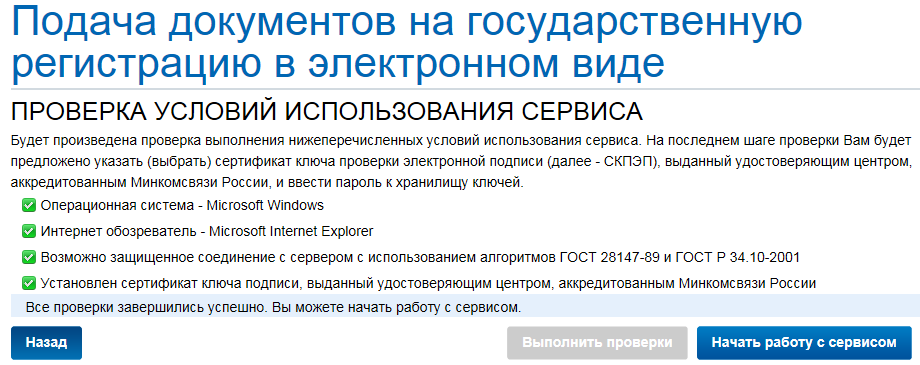 Подача документов на государственную
регистрацию в электронном виде
ПРОВЕРКА УСЛОВИЙ ИСПОЛЬЗОВАНИЯ СЕРВИСА
Будет произведена проверка выполнения нижеперечисленных условий использования сервиса. На последнем шаге проверки Вам будет
предложено указать (выбрать) сертификат ключа проверки электронной подписи (далее - СКПЭП), выданный удостоверяющим центром,
аккредитованным Минкомсвязи России, и ввести пароль к хранилищу ключей.
Операционная система - Microsoft Windows
Интернет обозреватель - Microsoft Internet Explorer
Возможно защищенное соединение с сервером с использованием алгоритмов ГОСТ 28147-89 и ГОСТ Р 34.10-2001
Установлен сертификат ключа подписи, выданный удостоверяющим центром, аккредитованным Минкомсвязи России
Все проверки завершились успешно. Вы можете начать работу с сервисом.
Назад
Выполнить проверки
Начать работу с сервисом